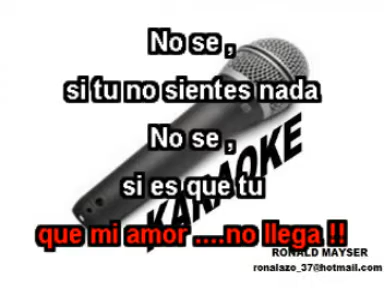 No se ,
si tu no sientes nada
No se ,
si es que tu
KARAOKE
que mi amor ....no llega !!
RONALD MAYSER
ronalazo_37@hotmail.com